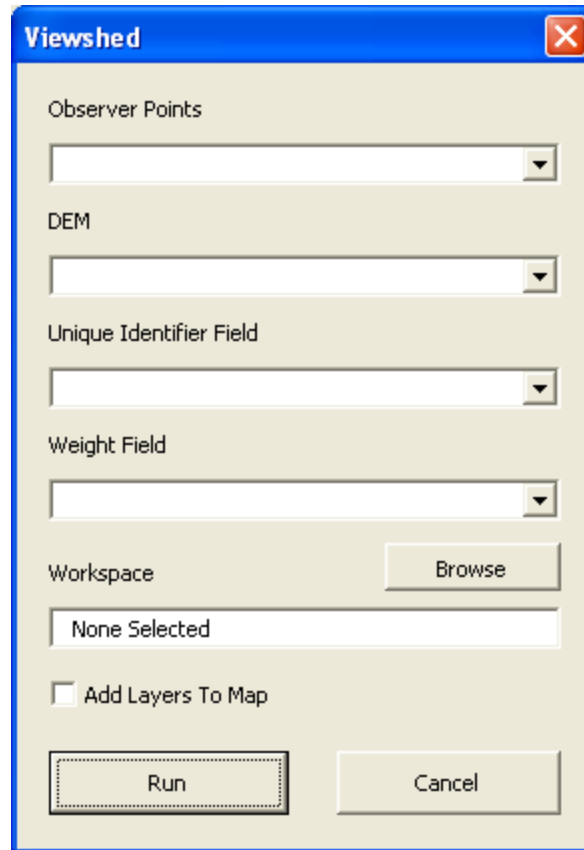 Viewshed
Observer Points
DEM
Unique Identifier Field
Weight Field
Workspace
Browse
None Selected
Add Layers To Map
Run
Cancel